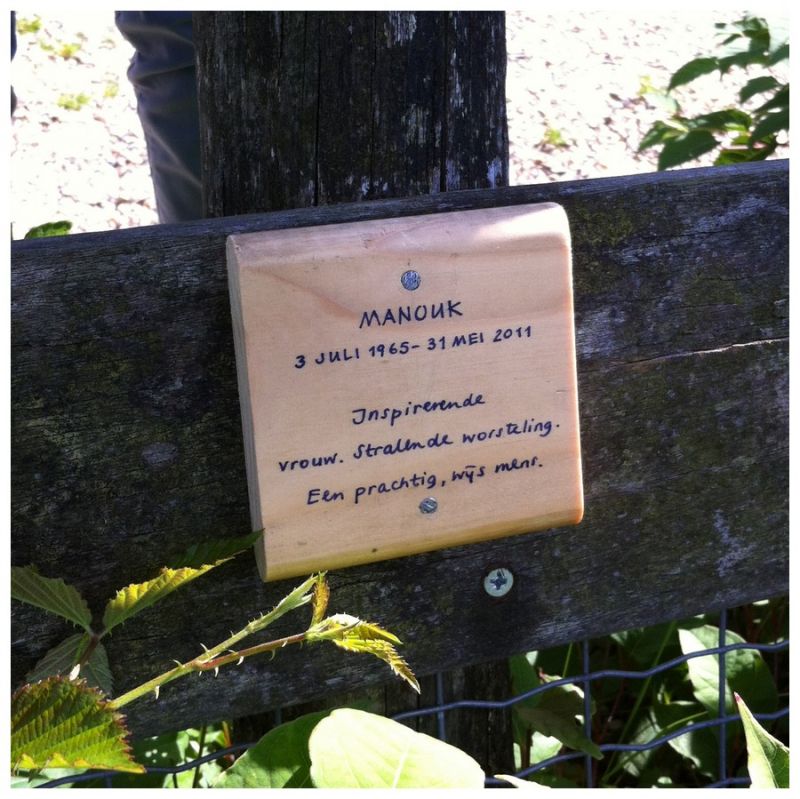 MANOUK
3 JULI 1965 - 31 MEI 2011
Inspirerende
vrouw. Stralende worsteling.
Een prachtig, wijs mens.